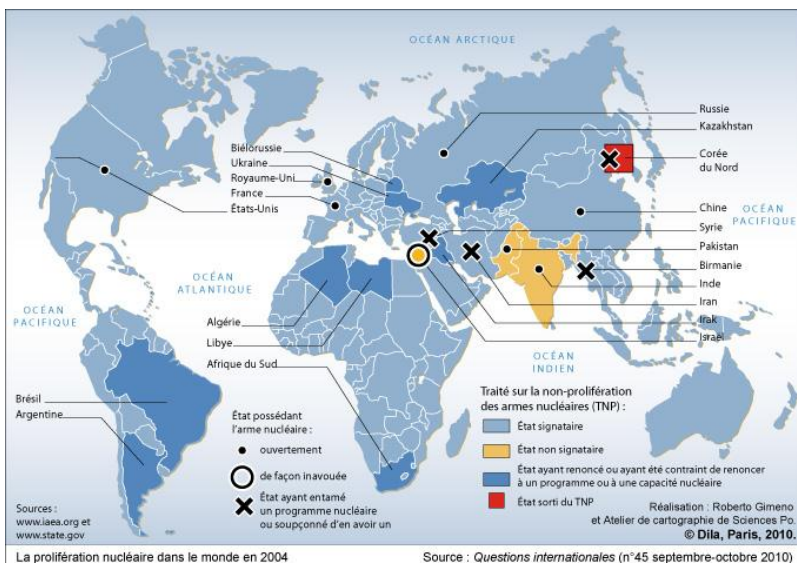 OCÉAN ARCTIQUE
Russie
Kazakhstan
Corée
du Nord
Biélorussie
Ukraine
Royaume-Uni
France
États-Unis
Chine
OCÉAN
PACIFIQUE
Syrie
Pakistan
Birmanie
Inde
Iran
Irak
Israël
OCÉAN
ATLANTIQUE
OCÉAN
PACIFIQUE
Algérie
Libye
Afrique du Sud
OCÉAN
INDIEN
Brésil
Argentine
État possédant
l'arme nucléaire :
ouvertement
de façon inavouée
État ayant entamé
un programme nucléaire
ou soupçonné d'en avoir un
Traité sur la non-prolifération
des armes nucléaires (TNP) :
État signataire
État non signataire
État ayant renoncé ou ayant été contraint de renoncer
à un programme ou à une capacité nucléaire
État sorti du TNP
Sources :
www.iaea.org et
www.state.gov
Réalisation : Roberto Gimeno
et Atelier de cartographie de Sciences Po.
© Dila, Paris, 2010.
La prolifération nucléaire dans le monde en 2004
Source : Questions internationales (n°45 septembre-octobre 2010)